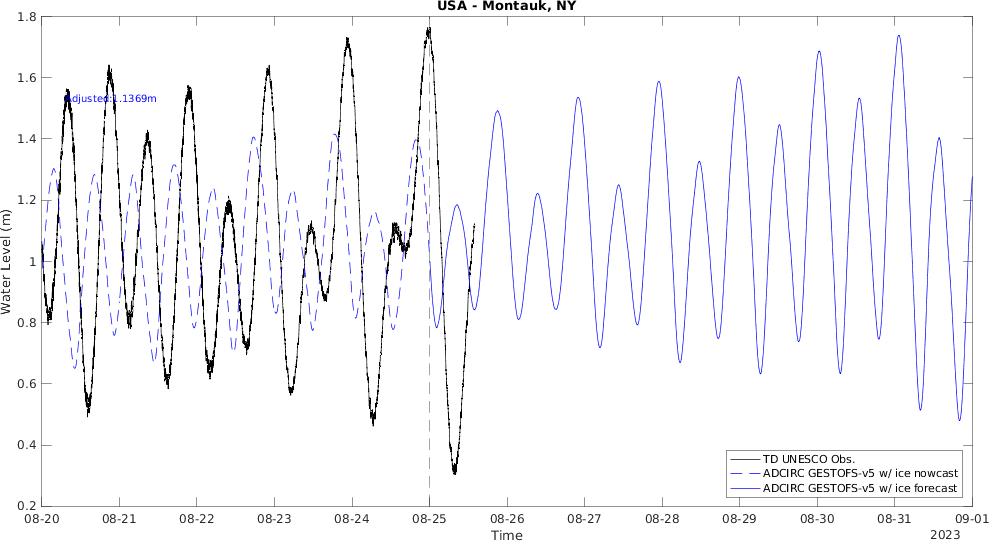 USA - Montauk, NY
1.8
1.6
1.4
1.2
1
0.8
0.6
0.4
0.2
Water Level (m)
Adjusted:1.1369m
TD UNESCO Obs.
ADCIRC GESTOFS-v5 w/ ice nowcast
ADCIRC GESTOFS-v5 w/ ice forecast
08-20 08-21 08-22 08-23 08-24 08-25 08-26 08-27 08-28 08-29 08-30 08-31 09-01
Time
2023